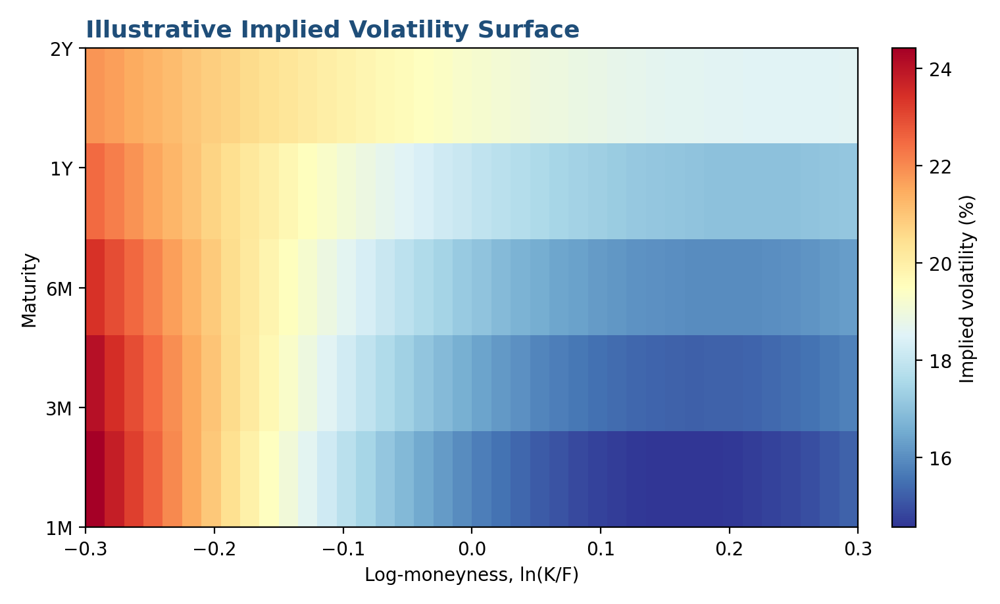 Illustrative Implied Volatility Surface
2Y
1Y
6M
3M
1M
Maturity
−0.3
−0.2
−0.1
0.0
0.1
0.2
0.3
Log-moneyness, ln(K/F)
24
22
20
18
16
Implied volatility (%)